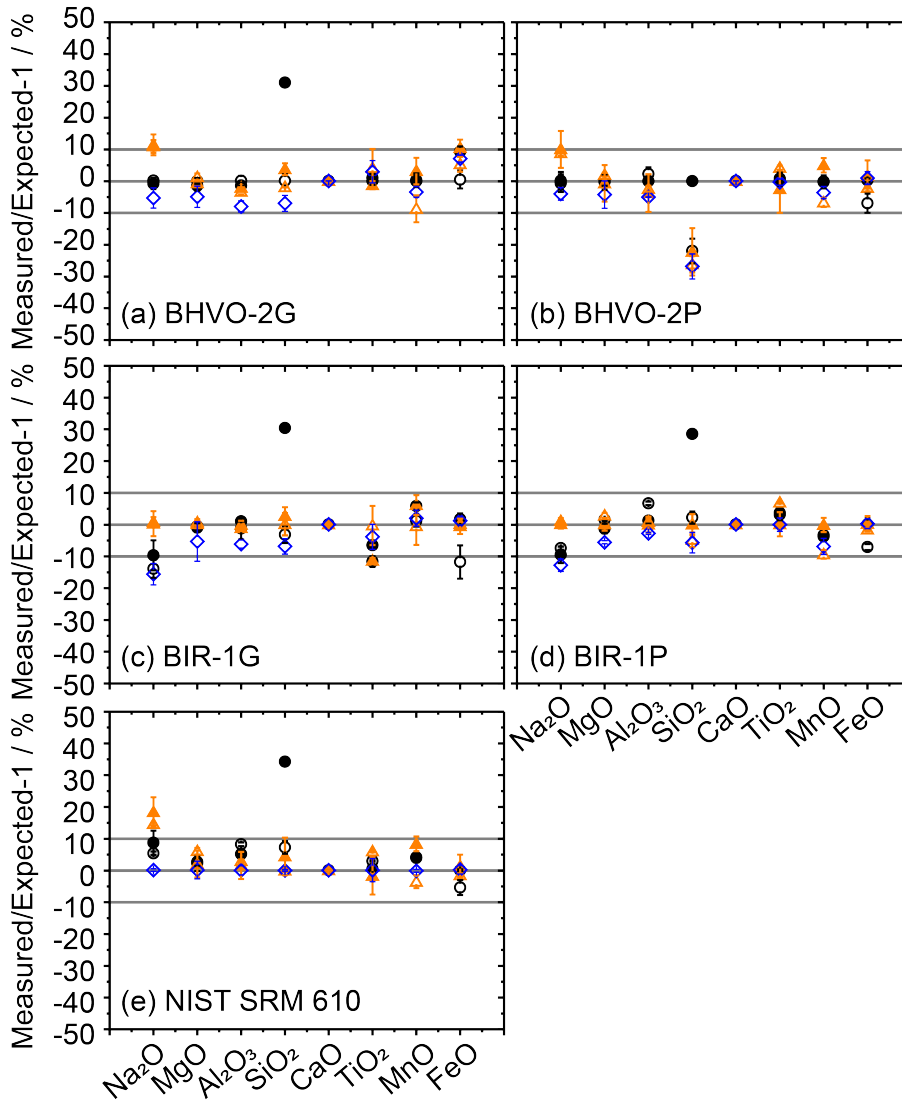 Measured/Expected-1 / %
50
40
30
20
10
0
-10
-20
-30
-40
-50
(a) BHVO-2G
(b) BHVO-2P
Measured/Expected-1 / %
50
40
30
20
10
0
-10
-20
-30
-40
-50
(c) BIR-1G
(d) BIR-1P
Na₂O
MgO
Al₂O³
SiO₂
CaO
TiO₂
MnO
FeO
Measured/Expected-1 / %
50
40
30
20
10
0
-10
-20
-30
-40
-50
(e) NIST SRM 610
Na₂O
MgO
Al₂O³
SiO₂
CaO
TiO₂
MnO
FeO